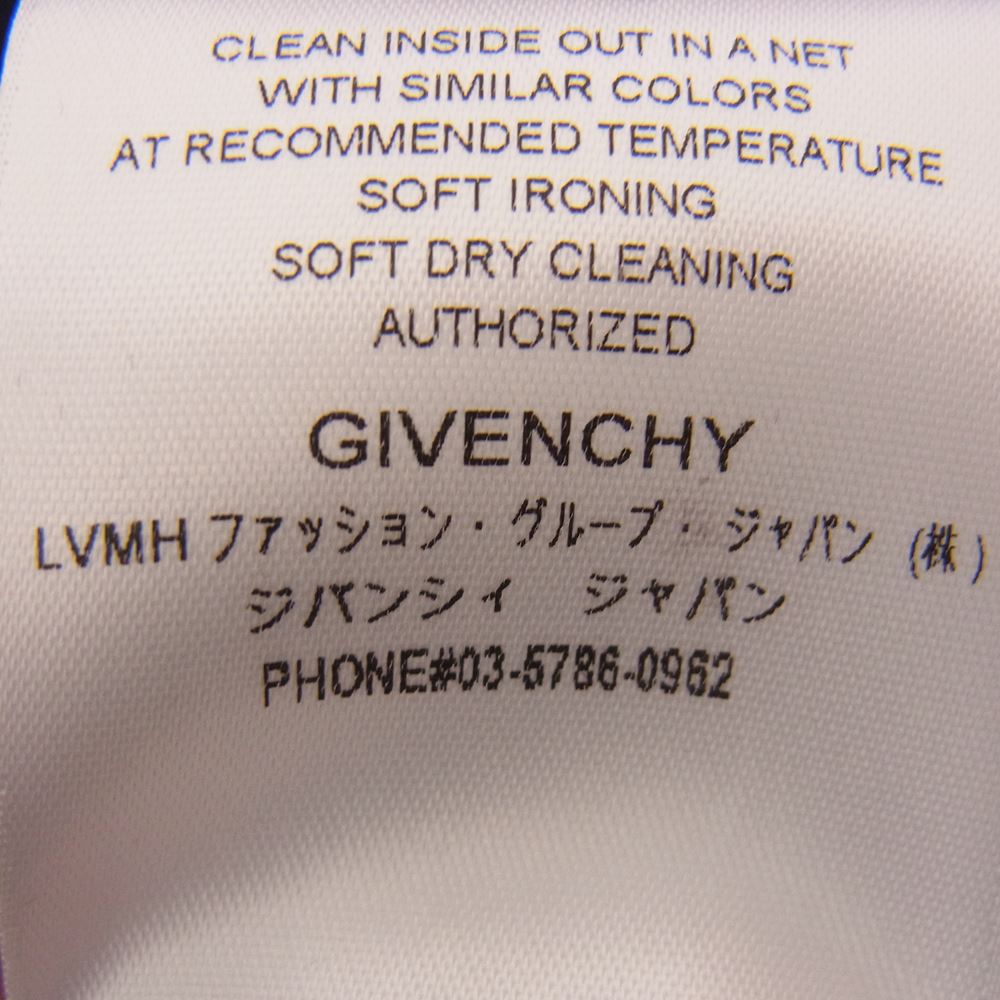 CLEAN INSIDE OUT IN A NET
WITH SIMILAR COLORS
AT RECOMMENDED TEMPERATURE
SOFT IRONING
SOFT DRY CLEANING
AUTHORIZED
GIVENCHY
LVMH ファッション・グループ・ジャパン (株)
ジバンシィ ジャパン
PHONE#03-5786-0962